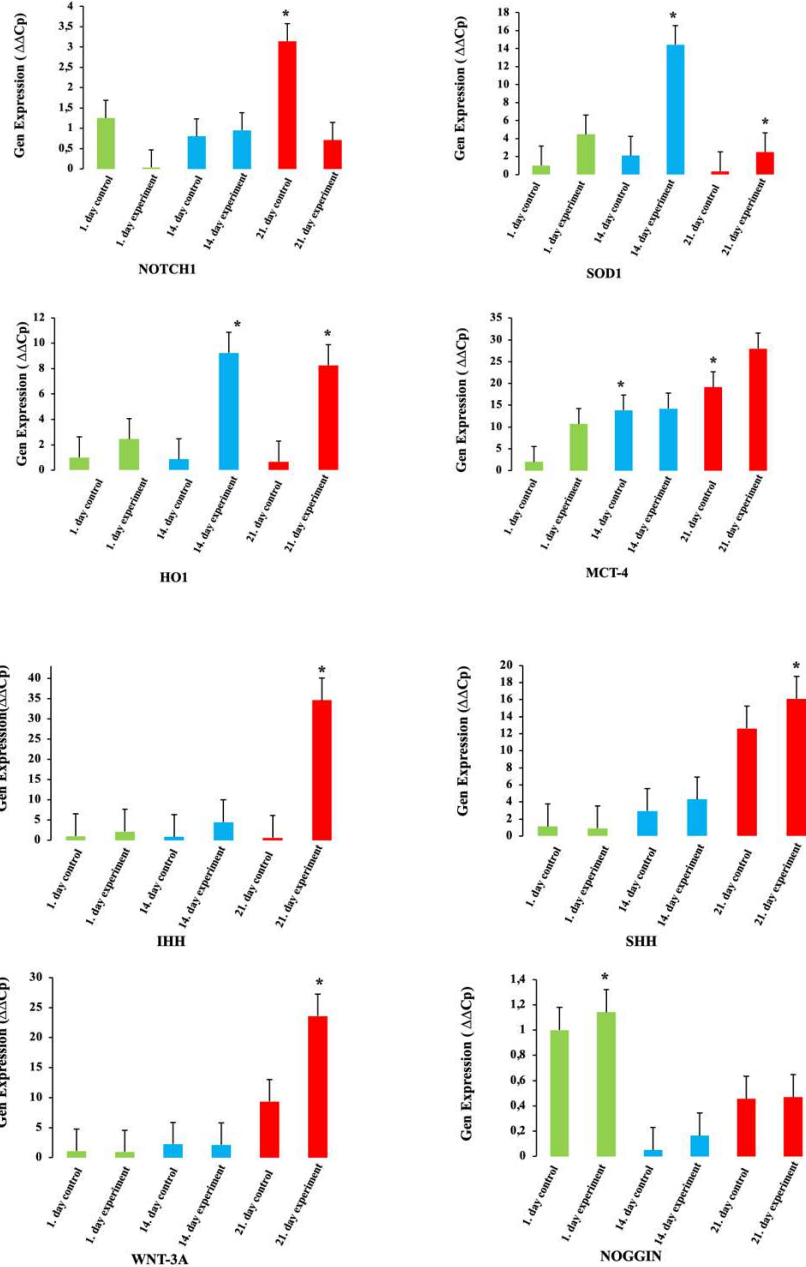 Gen Expression ( ΔΔCp)
4
3,5
3
2,5
2
1,5
1
0,5
0
*
1. day control
1. day experiment
14. day control
14. day experiment
21. day control
21. day experiment
NOTCH1
Gen Expression ( ΔΔCp)
18
16
14
12
10
8
6
4
2
0
*
*
1. day control
1. day experiment
14. day control
14. day experiment
21. day control
21. day experiment
SOD1
Gen Expression ( ΔΔCp)
12
10
8
6
4
2
0
*
*
1. day control
1. day experiment
14. day control
14. day experiment
21. day control
21. day experiment
HO1
Gen Expression ( ΔΔCp)
35
30
25
20
15
10
5
0
*
*
1. day control
1. day experiment
14. day control
14. day experiment
21. day control
21. day experiment
MCT-4
Gen Expression(ΔΔCp)
40
35
30
25
20
15
10
5
0
*
1. day control
1. day experiment
14. day control
14. day experiment
21. day control
21. day experiment
IHH
Gen Expression (ΔΔCp)
20
18
16
14
12
10
8
6
4
2
0
*
1. day control
1. day experiment
14. day control
14. day experiment
21. day control
21. day experiment
SHH
Gen Expression (ΔΔCp)
30
25
20
15
10
5
0
*
1. day control
1. day experiment
14. day control
14. day experiment
21. day control
21. day experiment
WNT-3A
Gen Expression ( ΔΔCp)
1,4
1,2
1
0,8
0,6
0,4
0,2
0
*
1. day control
1. day experiment
14. day control
14. day experiment
21. day control
21. day experiment
NOGGIN